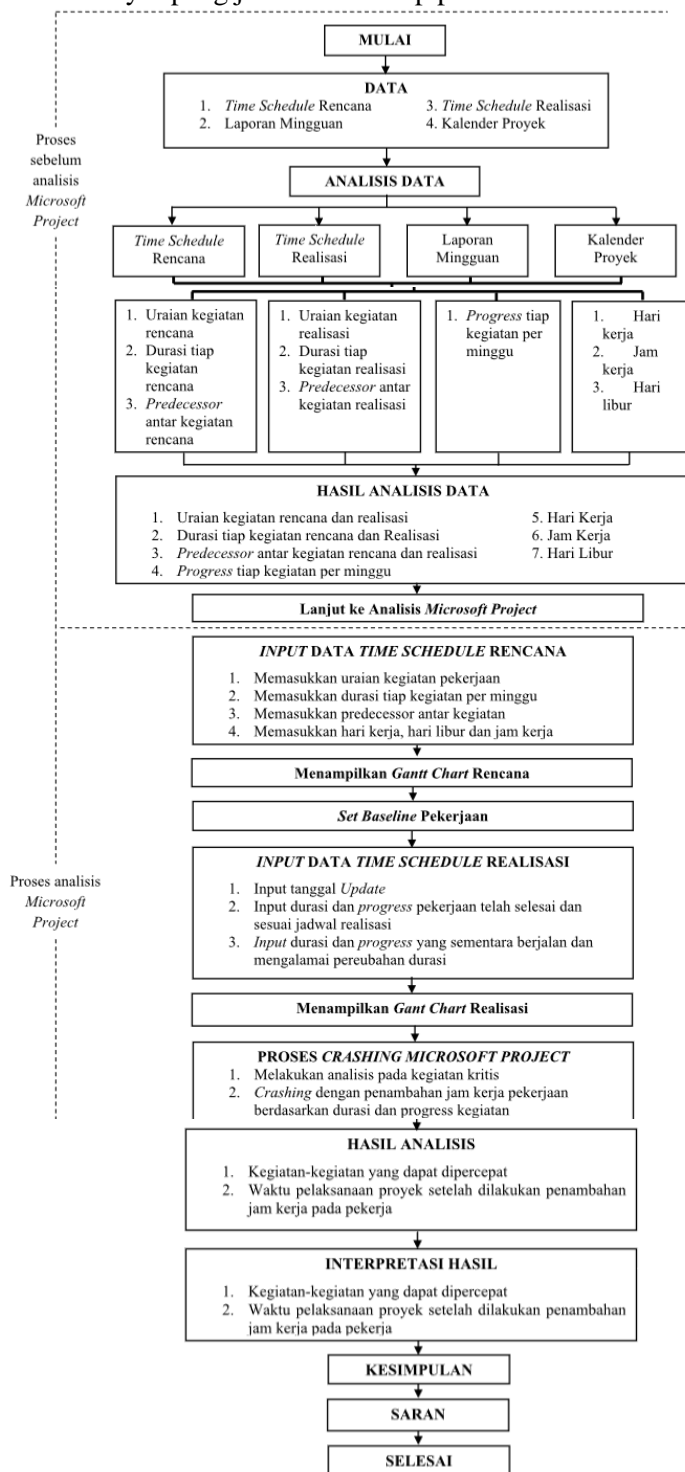 MULAI
DATA
1. Time Schedule Rencana
2. Laporan Mingguan
3. Time Schedule Realisasi
4. Kalender Proyek
Proses
sebelum
analisis
Microsoft
Project
ANALISIS DATA
Time Schedule
Rencana
Time Schedule
Realisasi
Laporan
Mingguan
Kalender
Proyek
1. Uraian kegiatan
rencana
2. Durasi tiap
kegiatan
rencana
3. Predecessor
antar kegiatan
rencana
1. Uraian kegiatan
realisasi
2. Durasi tiap
kegiatan realisasi
3. Predecessor antar
kegiatan realisasi
1. Progress tiap
kegiatan per
minggu
1. Hari
kerja
2. Jam
kerja
3. Hari
libur
HASIL ANALISIS DATA
1. Uraian kegiatan rencana dan realisasi
2. Durasi tiap kegiatan rencana dan Realisasi
3. Predecessor antar kegiatan rencana dan realisasi
4. Progress tiap kegiatan per minggu
5. Hari Kerja
6. Jam Kerja
7. Hari Libur
Lanjut ke Analisis Microsoft Project
INPUT DATA TIME SCHEDULE RENCANA
1. Memasukkan uraian kegiatan pekerjaan
2. Memasukkan durasi tiap kegiatan per minggu
3. Memasukkan predecessor antar kegiatan
4. Memasukkan hari kerja, hari libur dan jam kerja
Menampilkan Gantt Chart Rencana
Set Baseline Pekerjaan
Proses analisis
Microsoft
Project
INPUT DATA TIME SCHEDULE REALISASI
1. Input tanggal Update
2. Input durasi dan progress pekerjaan telah selesai dan
sesuai jadwal realisasi
3. Input durasi dan progress yang sementara berjalan dan
mengalamai pereubahan durasi
Menampilkan Gant Chart Realisasi
PROSES CRASHING MICROSOFT PROJECT
1. Melakukan analisis pada kegiatan kritis
2. Crashing dengan penambahan jam kerja pekerjaan
berdasarkan durasi dan progress kegiatan
HASIL ANALISIS
1. Kegiatan-kegiatan yang dapat dipercepat
2. Waktu pelaksanaan proyek setelah dilakukan penambahan
jam kerja pada pekerja
INTERPRETASI HASIL
1. Kegiatan-kegiatan yang dapat dipercepat
2. Waktu pelaksanaan proyek setelah dilakukan penambahan
jam kerja pada pekerja
KESIMPULAN
SARAN
SELESAI